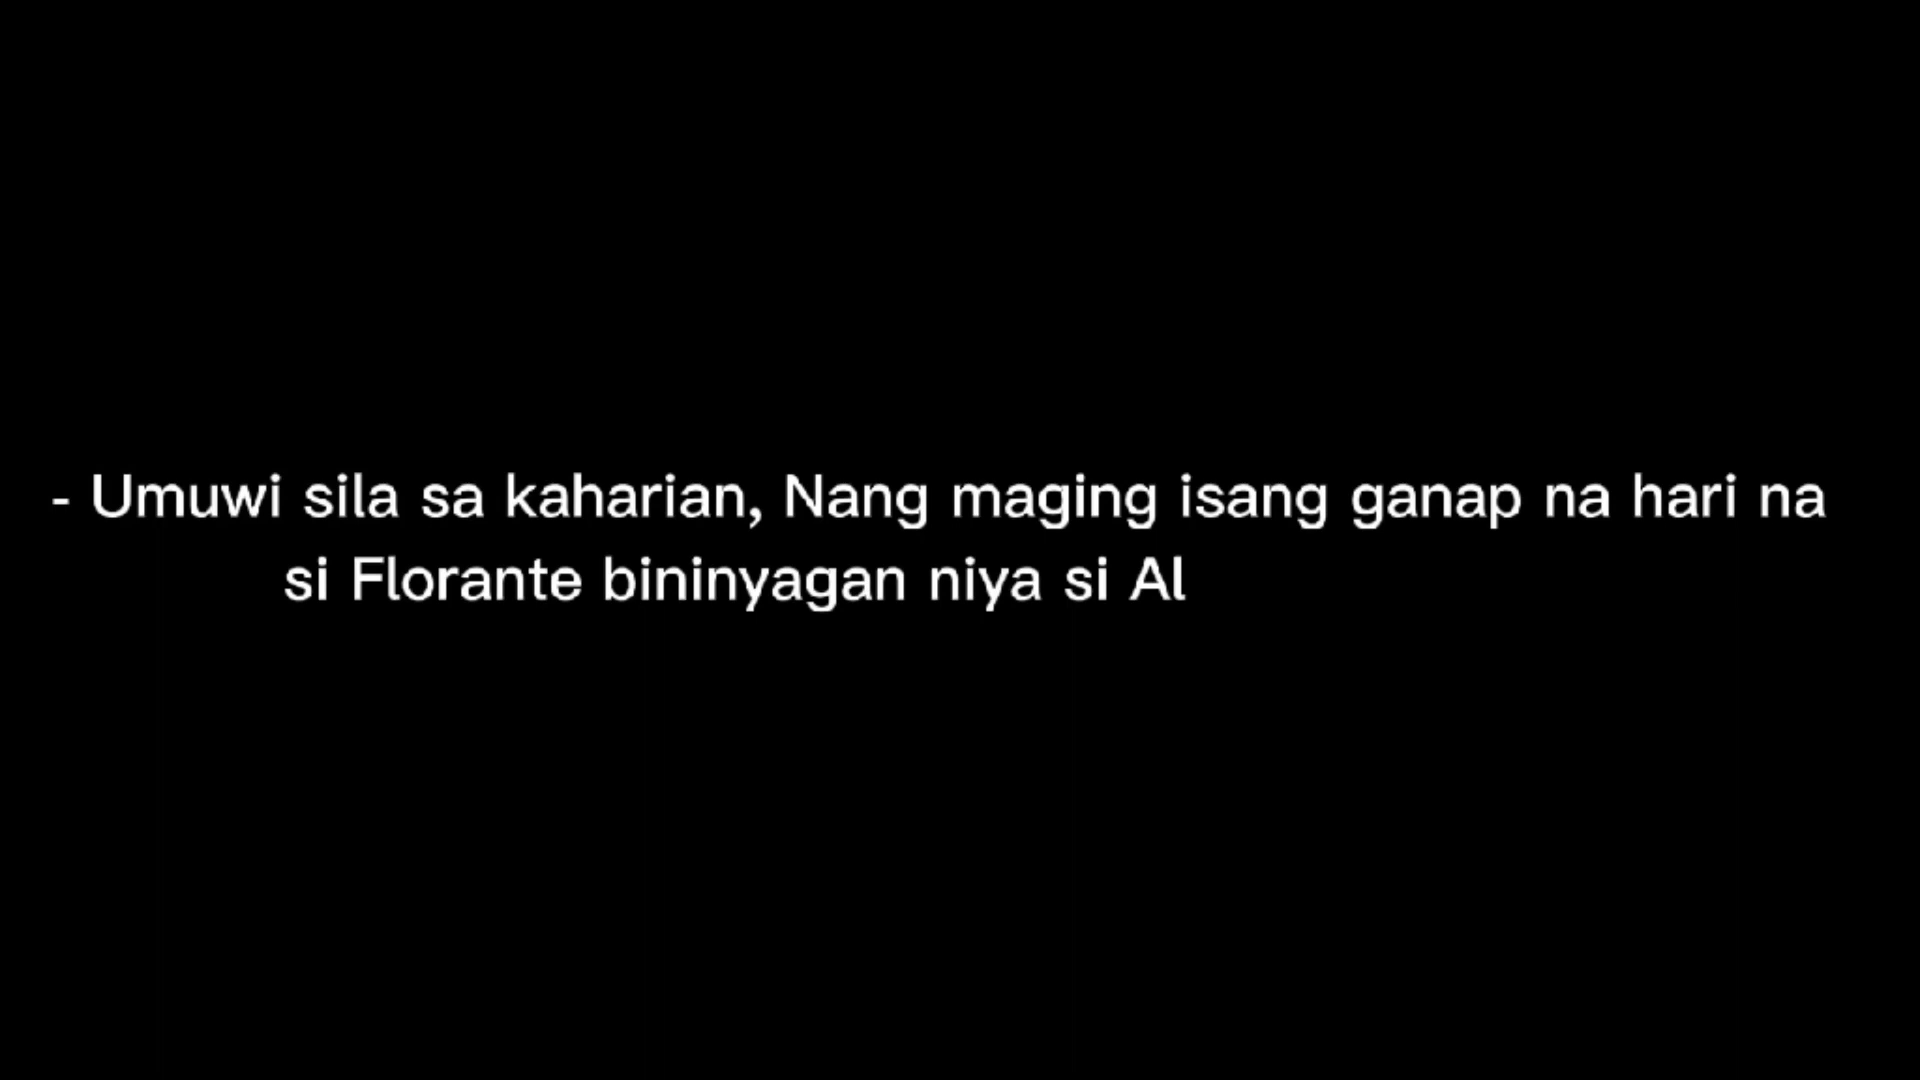 - Umuwi sila sa kaharian, Nang maging isang ganap na hari na
si Florante bininyagan niya si Al